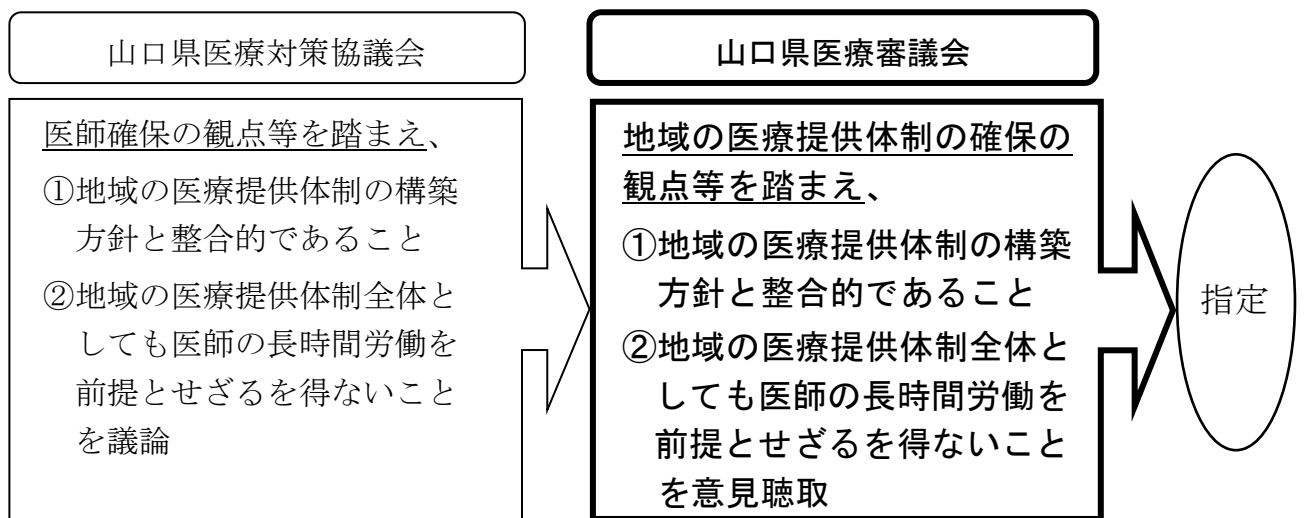 山口県医療対策協議会
医師確保の観点等を踏まえ、
①地域の医療提供体制の構築
方針と整合的であること
②地域の医療提供体制全体と
しても医師の長時間労働を
前提とせざるを得ないこと
を議論
山口県医療審議会
地域の医療提供体制の確保の
観点等を踏まえ、
①地域の医療提供体制の構築
方針と整合的であること
②地域の医療提供体制全体と
しても医師の長時間労働を
前提とせざるを得ないこと
を意見聴取
指定